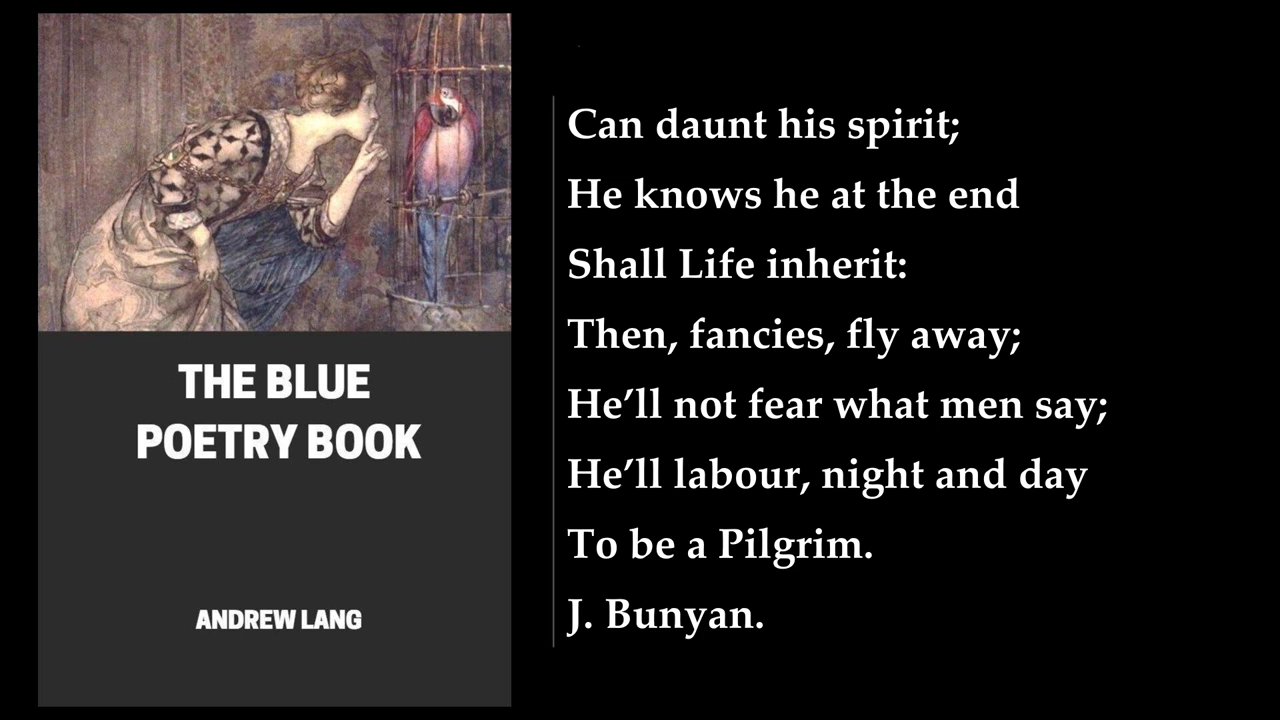 THE BLUE
POETRY BOOK
ANDREW LANG
Can daunt his spirit;
He knows he at the end
Shall Life inherit:
Then, fancies, fly away;
He’ll not fear what men say;
He’ll labour, night and day
To be a Pilgrim.
J. Bunyan.